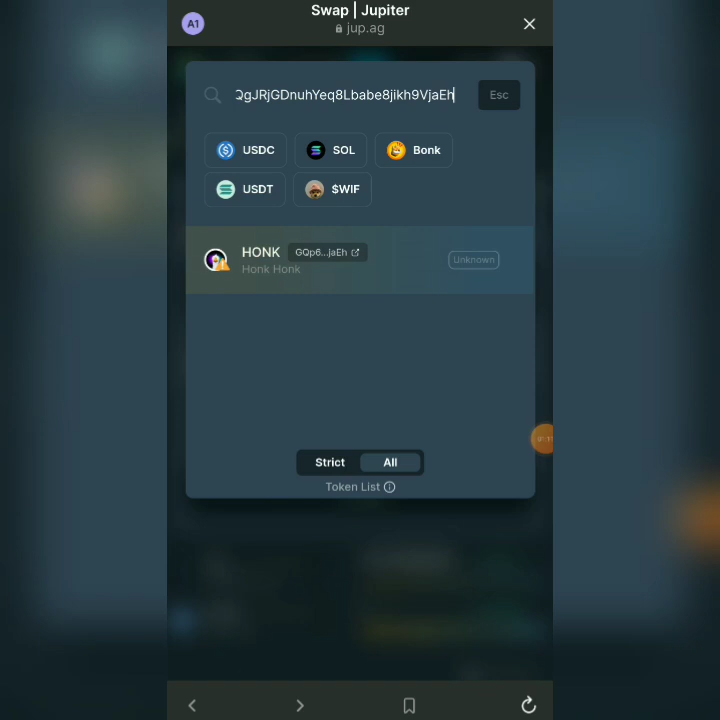 A1
Swap | Jupiter
jup.ag
QgJRjGDnuhYeq8Lbabe8jikh9VjaEh
Esc
USDC
SOL
Bonk
USDT
$WIF
HONK
GQp6...jaEh
Honk Honk
Unknown
Strict
All
Token List